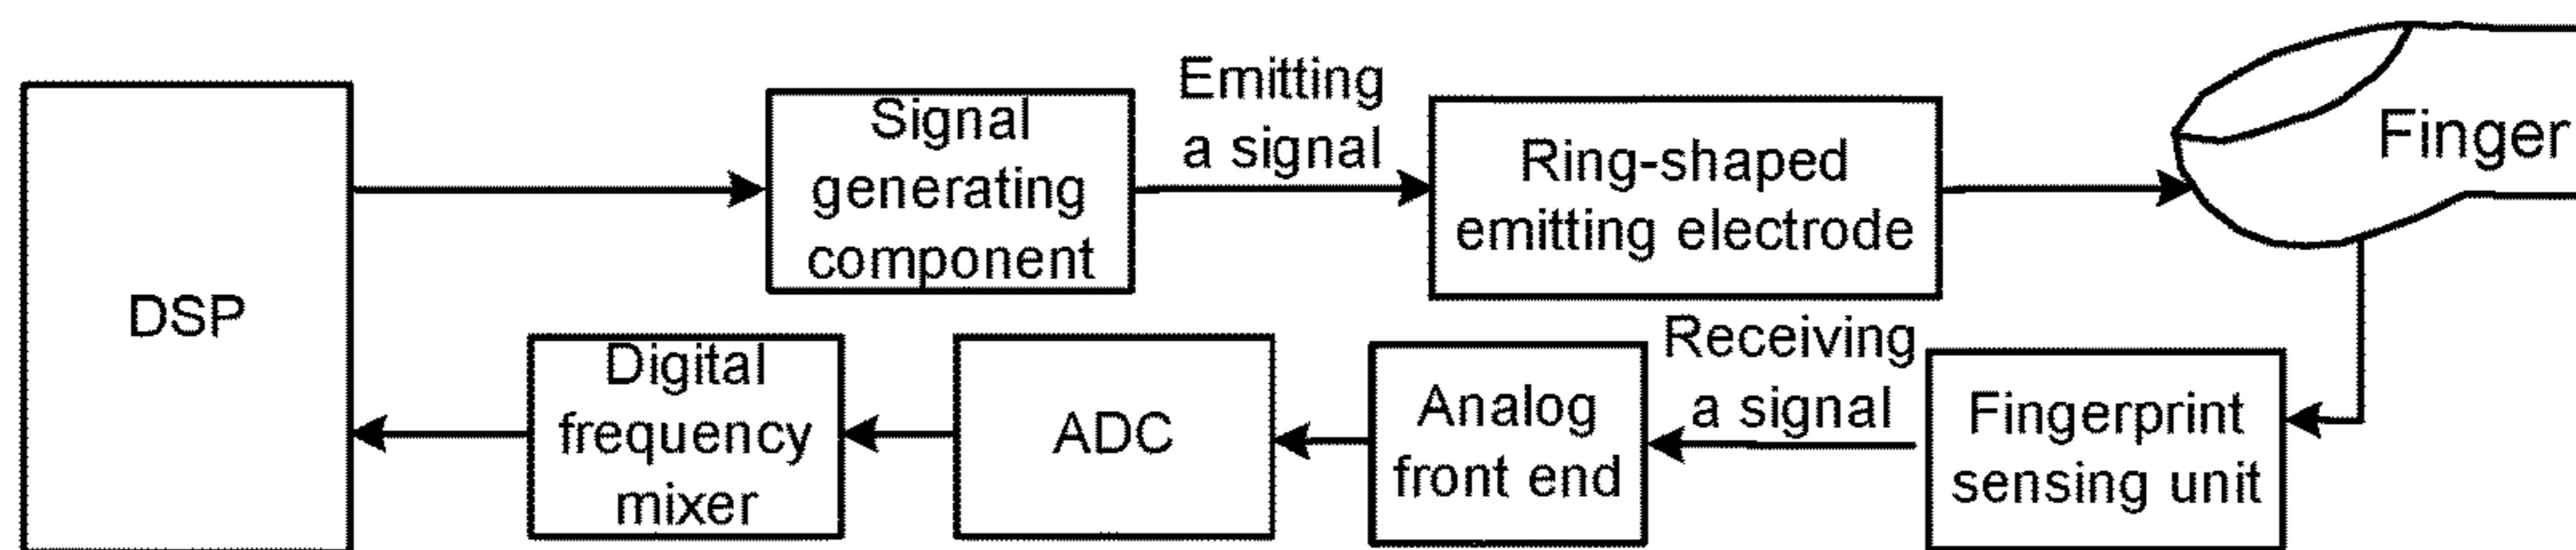 DSP
Signal
generating
component
Emitting
a signal
Ring-shaped
emitting electrode
Finger
Digital
frequency
mixer
ADC
Analog
front end
Receiving
a signal
Fingerprint
sensing unit